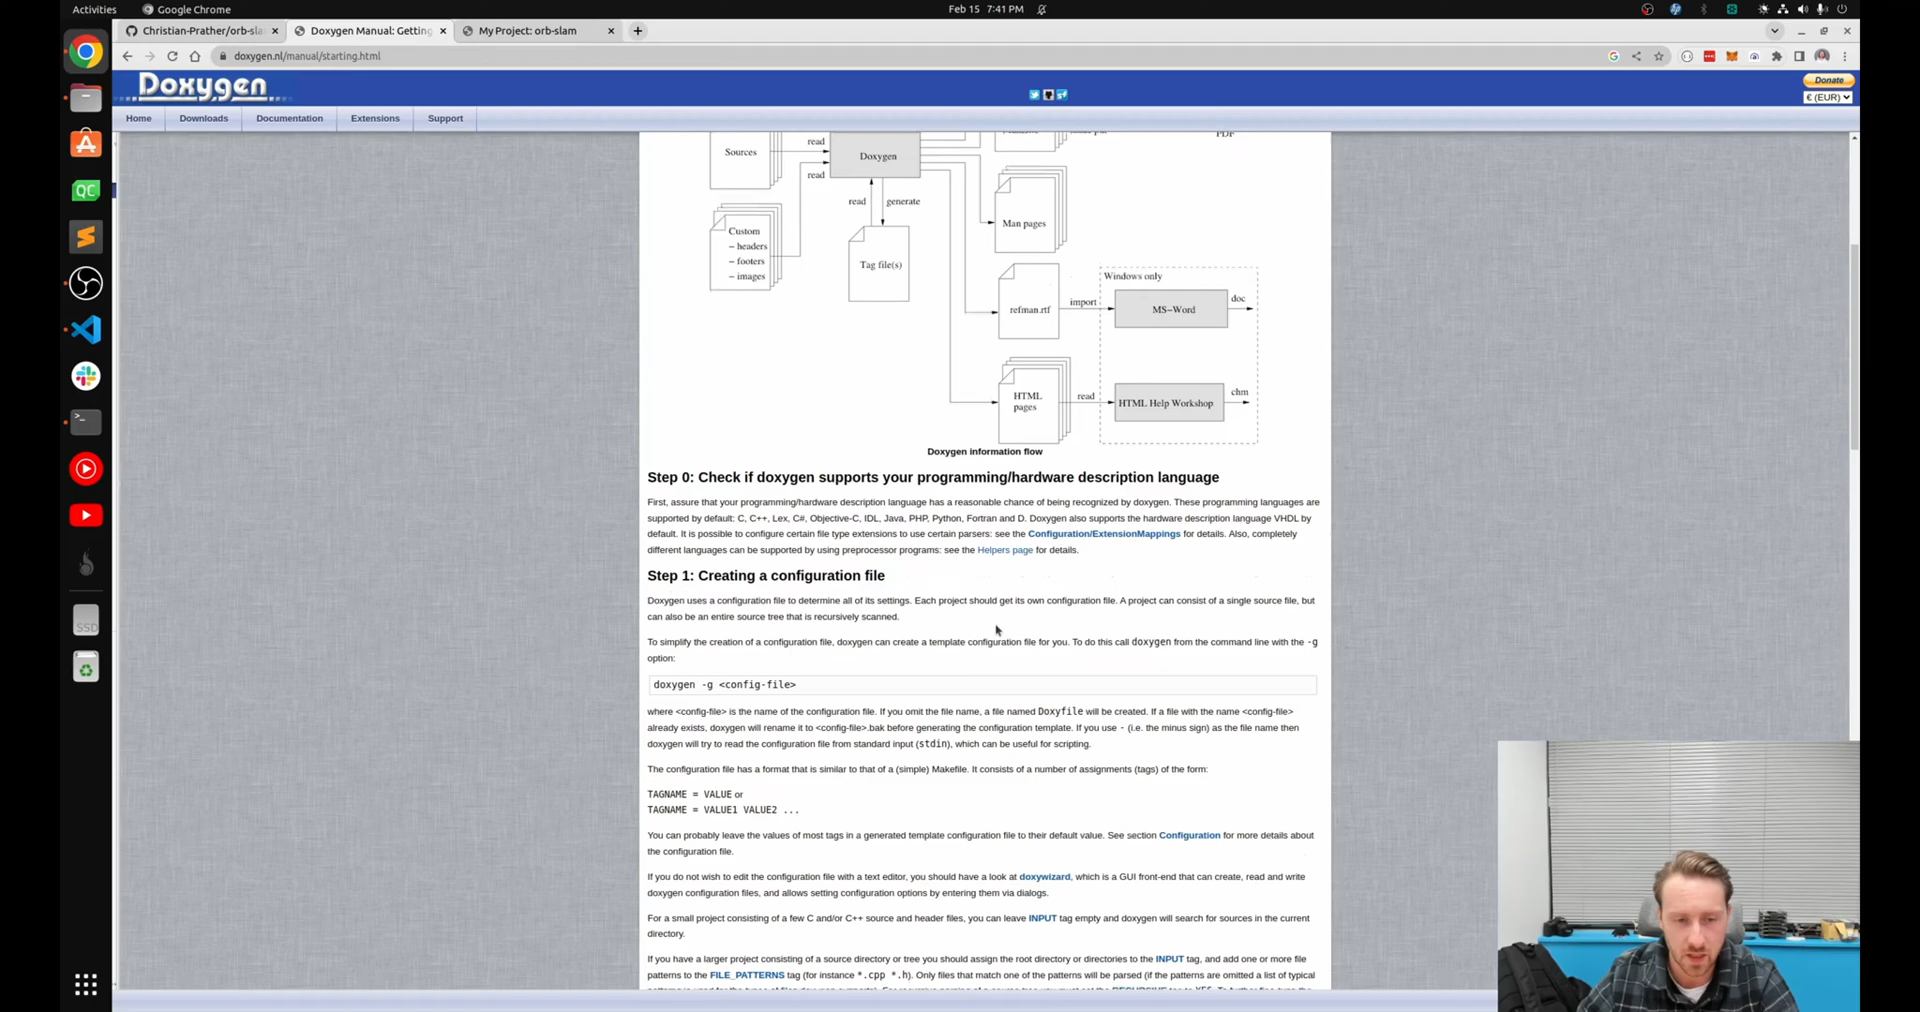 Activities
Google Chrome
Feb 15 7:41 PM
Christian-Prather/orb-sla
Doxygen Manual: Getting
My Project: orb-slam
doxygen.nl/manual/starting.html
Doxygen
Donate
€ (EUR)
Home
Downloads
Documentation
Extensions
Support
PDF
Sources
read
Doxygen
read
read
generate
Man pages
Custom
– headers
– footers
– images
Tag file(s)
Windows only
refman.rtf
import
MS–Word
doc
HTML
pages
read
HTML Help Workshop
chm
Doxygen information flow
Step 0: Check if doxygen supports your programming/hardware description language
First, assure that your programming/hardware description language has a reasonable chance of being recognized by doxygen. These programming languages are
supported by default: C, C++, Lex, C#, Objective-C, IDL, Java, PHP, Python, Fortran and D. Doxygen also supports the hardware description language VHDL by
default. It is possible to configure certain file type extensions to use certain parsers: see the Configuration/ExtensionMappings for details. Also, completely
different languages can be supported by using preprocessor programs: see the Helpers page for details.
Step 1: Creating a configuration file
Doxygen uses a configuration file to determine all of its settings. Each project should get its own configuration file. A project can consist of a single source file, but
can also be an entire source tree that is recursively scanned.
To simplify the creation of a configuration file, doxygen can create a template configuration file for you. To do this call doxygen from the command line with the -g
option:
doxygen -g <config-file>
where <config-file> is the name of the configuration file. If you omit the file name, a file named Doxyfile will be created. If a file with the name <config-file>
already exists, doxygen will rename it to <config-file>.bak before generating the configuration template. If you use - (i.e. the minus sign) as the file name then
doxygen will try to read the configuration file from standard input (stdin), which can be useful for scripting.
The configuration file has a format that is similar to that of a (simple) Makefile. It consists of a number of assignments (tags) of the form:
TAGNAME = VALUE or
TAGNAME = VALUE1 VALUE2 ...
You can probably leave the values of most tags in a generated template configuration file to their default value. See section Configuration for more details about
the configuration file.
If you do not wish to edit the configuration file with a text editor, you should have a look at doxywizard, which is a GUI front-end that can create, read and write
doxygen configuration files, and allows setting configuration options by entering them via dialogs.
For a small project consisting of a few C and/or C++ source and header files, you can leave INPUT tag empty and doxygen will search for sources in the current
directory.
If you have a larger project consisting of a source directory or tree you should assign the root directory or directories to the INPUT tag, and add one or more file
patterns to the FILE_PATTERNS tag (for instance *.cpp *.h). Only files that match one of the patterns will be parsed (if the patterns are omitted a list of typical
QC
SSD